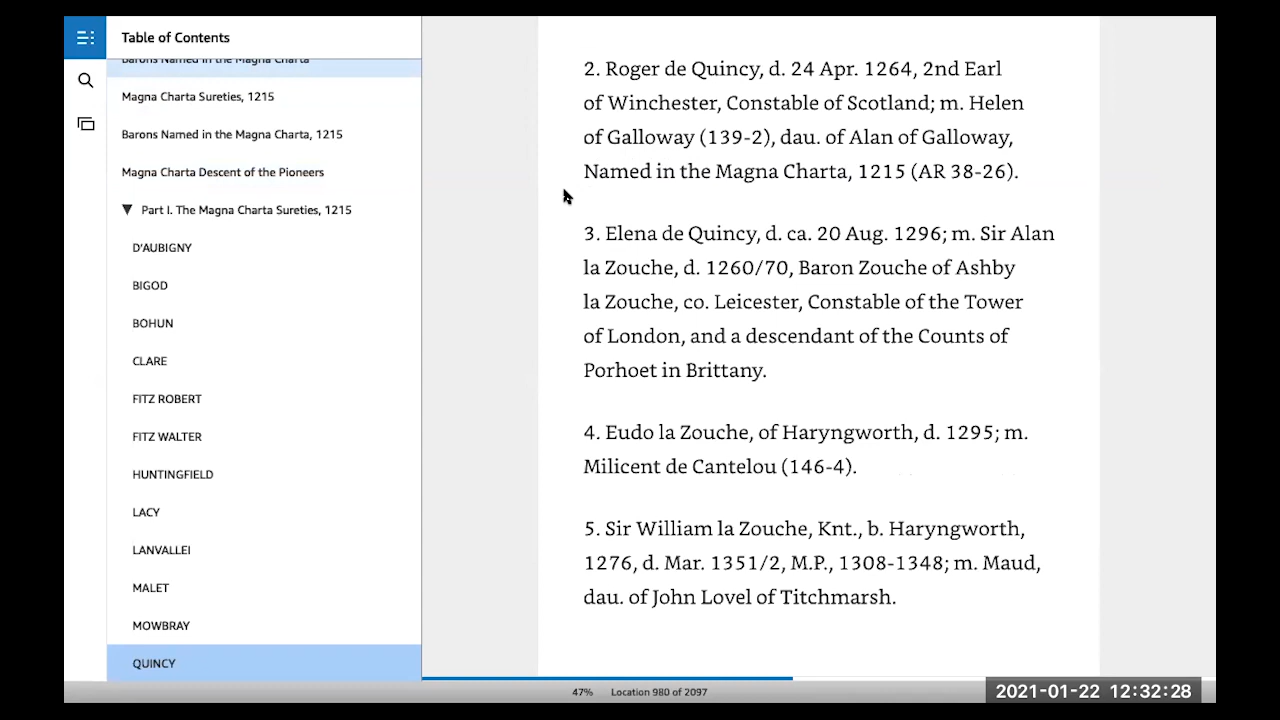 Table of Contents
Barons Named in the Magna Charta
Magna Charta Sureties, 1215
Barons Named in the Magna Charta, 1215
Magna Charta Descent of the Pioneers
Part I. The Magna Charta Sureties, 1215
D'AUBIGNY
BIGOD
BOHUN
CLARE
FITZ ROBERT
FITZ WALTER
HUNTINGFIELD
LACY
LANVALLEI
MALET
MOWBRAY
QUINCY
2. Roger de Quincy, d. 24 Apr. 1264, 2nd Earl
of Winchester, Constable of Scotland; m. Helen
of Galloway (139-2), dau. of Alan of Galloway,
Named in the Magna Charta, 1215 (AR 38-26).
3. Elena de Quincy, d. ca. 20 Aug. 1296; m. Sir Alan
la Zouche, d. 1260/70, Baron Zouche of Ashby
la Zouche, co. Leicester, Constable of the Tower
of London, and a descendant of the Counts of
Porhoet in Brittany.
4. Eudo la Zouche, of Haryngworth, d. 1295; m.
Milicent de Cantelou (146-4).
5. Sir William la Zouche, Knt., b. Haryngworth,
1276, d. Mar. 1351/2, M.P., 1308-1348; m. Maud,
dau. of John Lovel of Titchmarsh.
47% Location 980 of 2097
2021-01-22 12:32:28